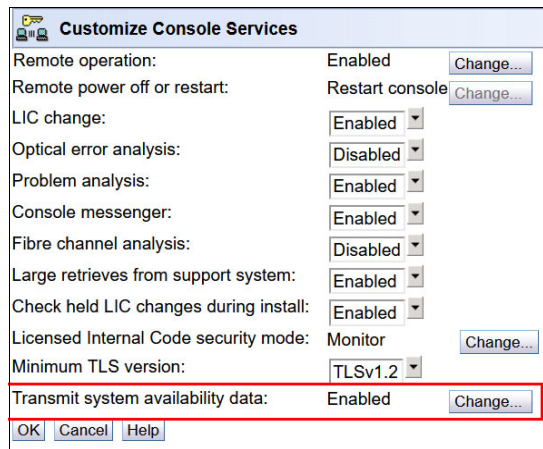 Customize Console Services
Remote operation: Enabled Change...
Remote power off or restart: Restart console Change...
LIC change: Enabled
Optical error analysis: Disabled
Problem analysis: Enabled
Console messenger: Enabled
Fibre channel analysis: Disabled
Large retrieves from support system: Enabled
Check held LIC changes during install: Enabled
Licensed Internal Code security mode: Monitor Change...
Minimum TLS version: TLSv1.2
Transmit system availability data: Enabled Change...
OK Cancel Help